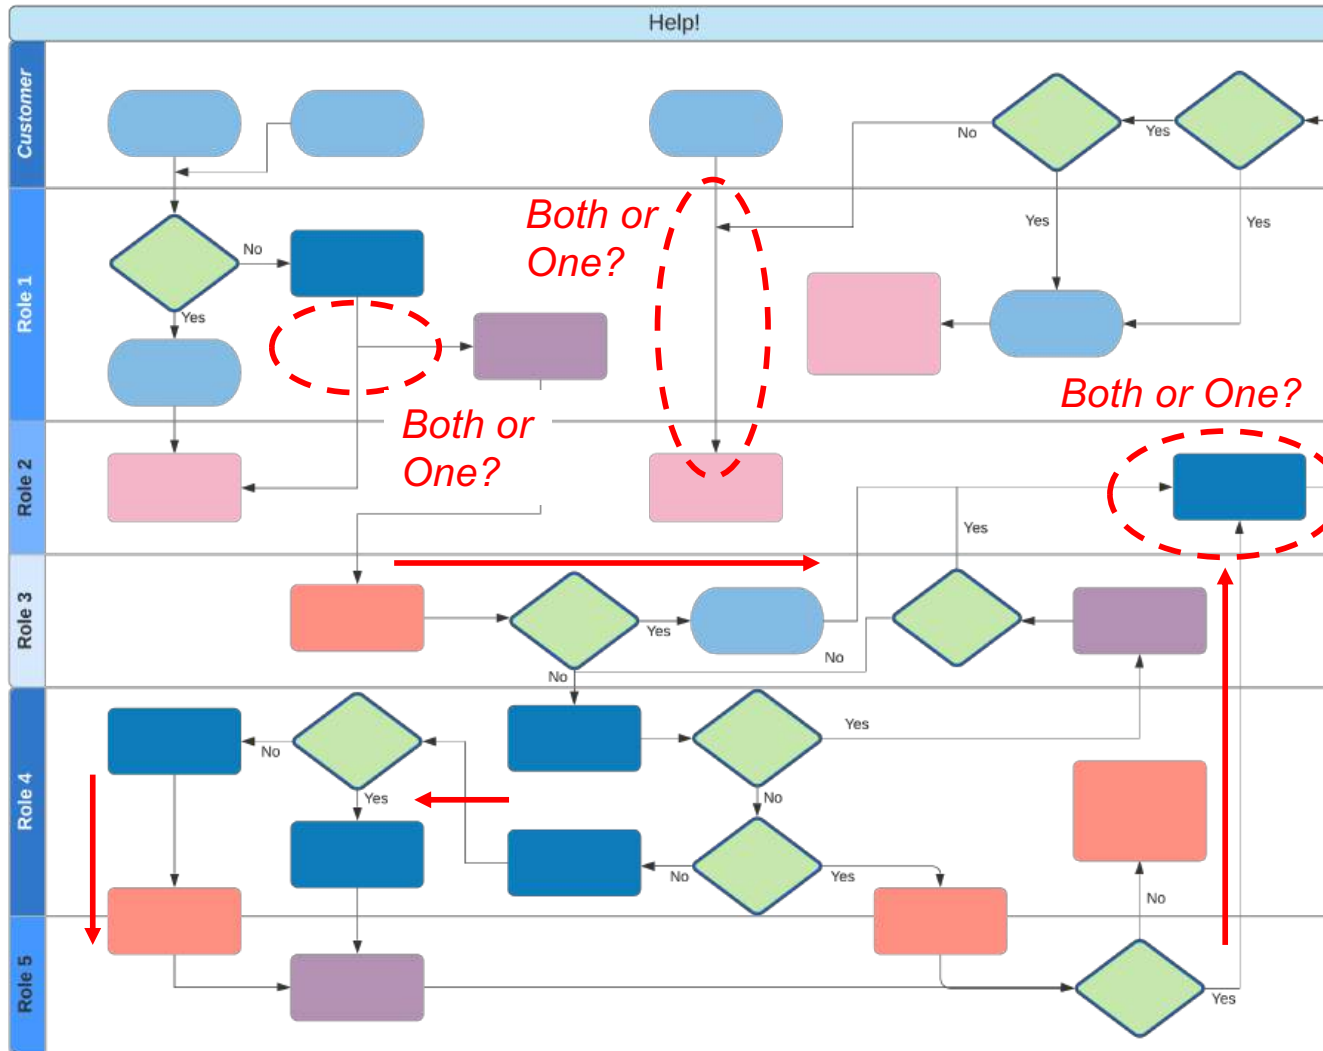 Help!
Customer
No
Yes
Role 1
No
Both or
One?
Yes
Yes
Yes
Both or
One?
Both or One?
Role 2
Yes
Role 3
Yes
No
No
Role 4
No
Yes
Yes
No
No
Yes
No
Role 5
Yes